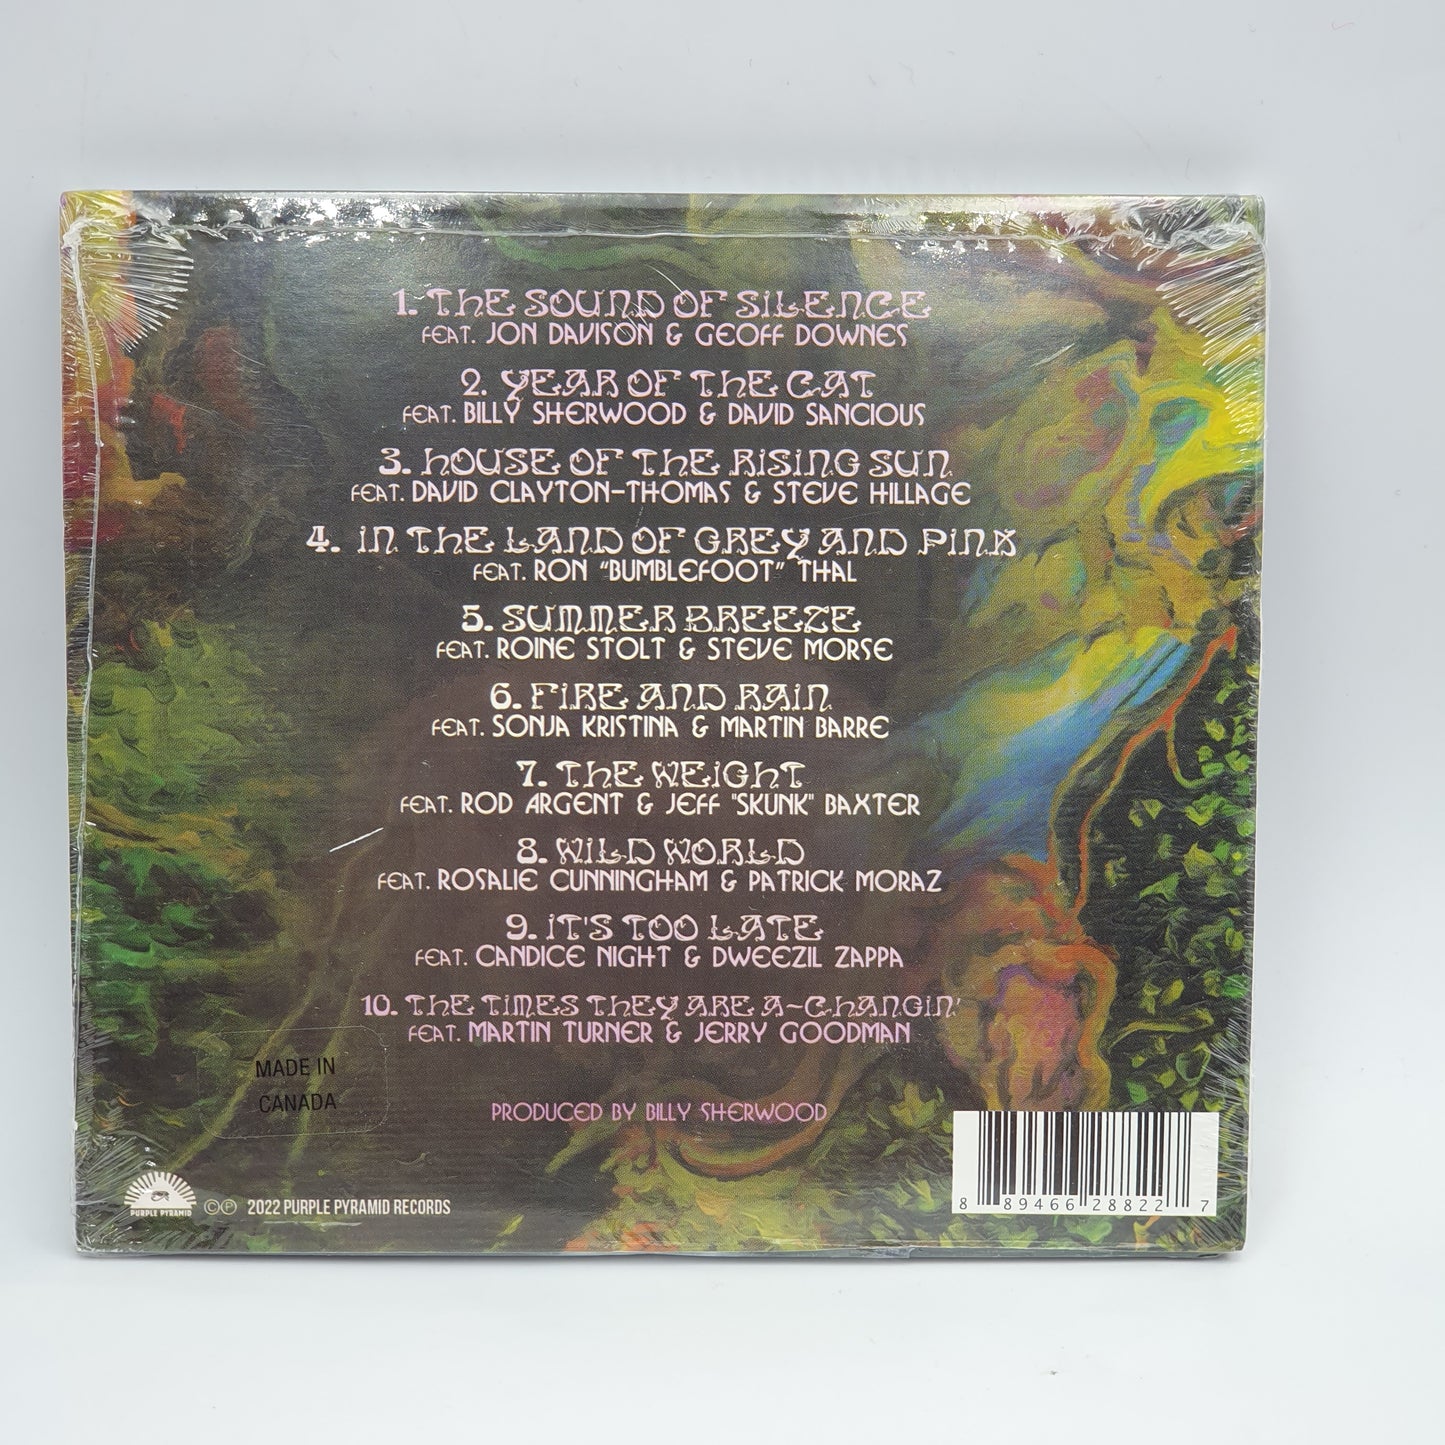 1. THE SOUND OF SILENCE
FEAT. JON DAVISON & GEOFF DOWNES
2. YEAR OF THE CAT
FEAT. BILLY SHERWOOD & DAVID SANCIOUS
3. HOUSE OF THE RISING SUN
FEAT. DAVID CLAYTON-THOMAS & STEVE HILLAGE
4. IN THE LAND OF GREY AND PINK
FEAT. RON "BUMBLEFOOT" THAL
5. SUMMER BREEZE
FEAT. ROINE STOLT & STEVE MORSE
6. FIRE AND RAIN
FEAT. SONJA KRISTINA & MARTIN BARRE
7. THE WEIGHT
FEAT. ROD ARGENT & JEFF "SKUNK" BAXTER
8. WILD WORLD
FEAT. ROSALIE CUNNINGHAM & PATRICK MORAZ
9. IT'S TOO LATE
FEAT. CANDICE NIGHT & DWEEZIL ZAPPA
10. THE TIMES THEY ARE A-CHANGIN'
FEAT. MARTIN TURNER & JERRY GOODMAN
MADE IN
CANADA
PRODUCED BY BILLY SHERWOOD
PURPLE PYRAMID
©℗ 2022 PURPLE PYRAMID RECORDS
8 89466 28822 7